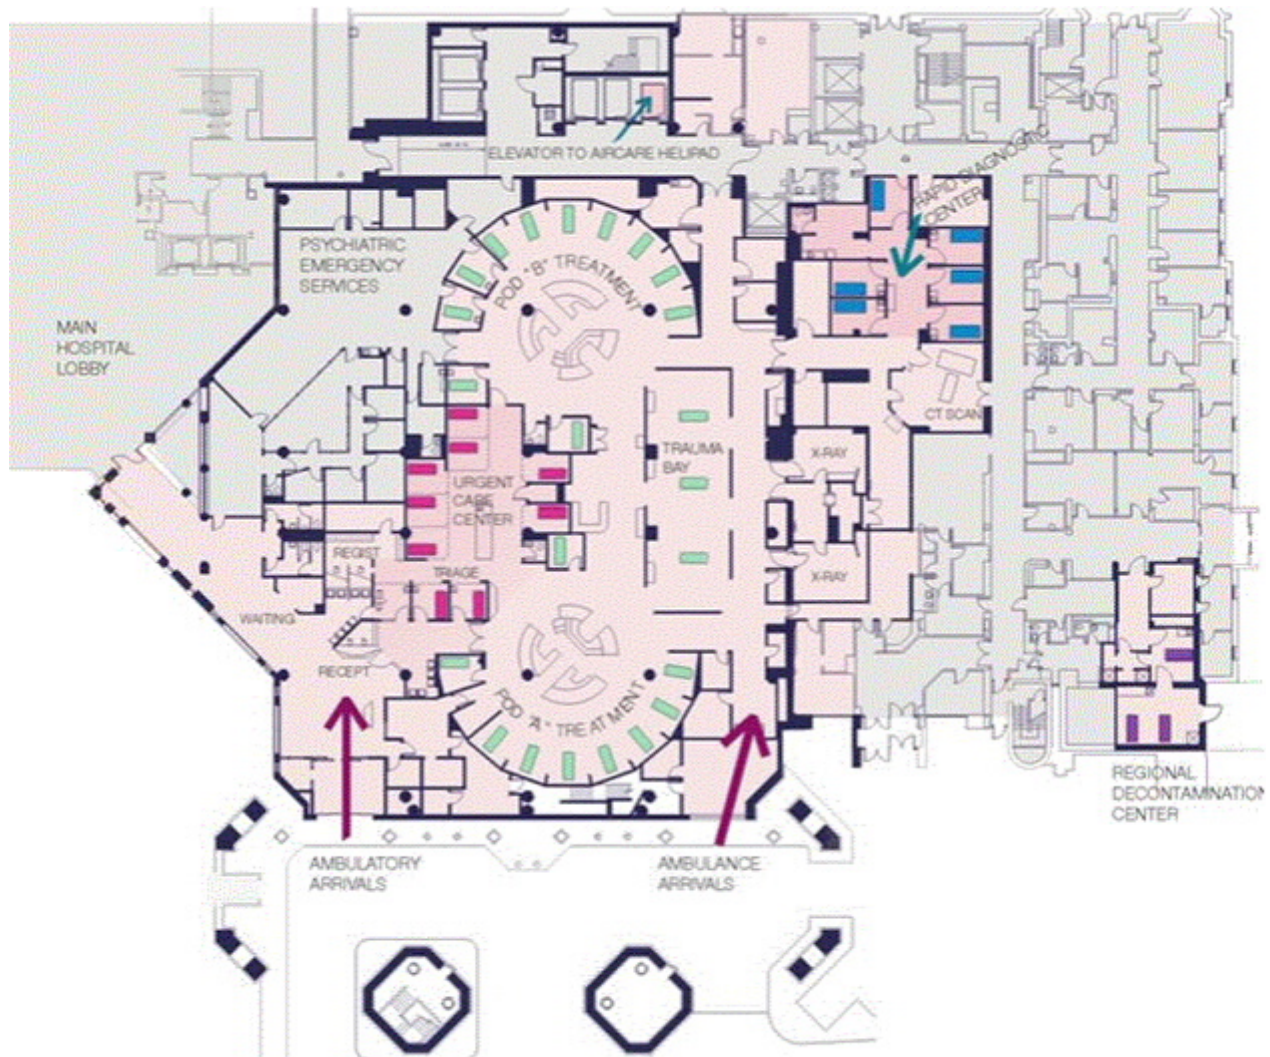 ELEVATOR TO AIRCARE HELIPAD
RAPID DIAGNOSTIC
CENTER
PSYCHIATRIC
EMERGENCY
SERVICES
POD "B" TREATMENT
MAIN
HOSPITAL
LOBBY
CT SCAN
TRAUMA
BAY
X-RAY
URGENT
CARE
CENTER
REGIST
TRIAGE
X-RAY
WAITING
RECEPT
POD "A" TREATMENT
REGIONAL
DECONTAMINATION
CENTER
AMBULATORY
ARRIVALS
AMBULANCE
ARRIVALS